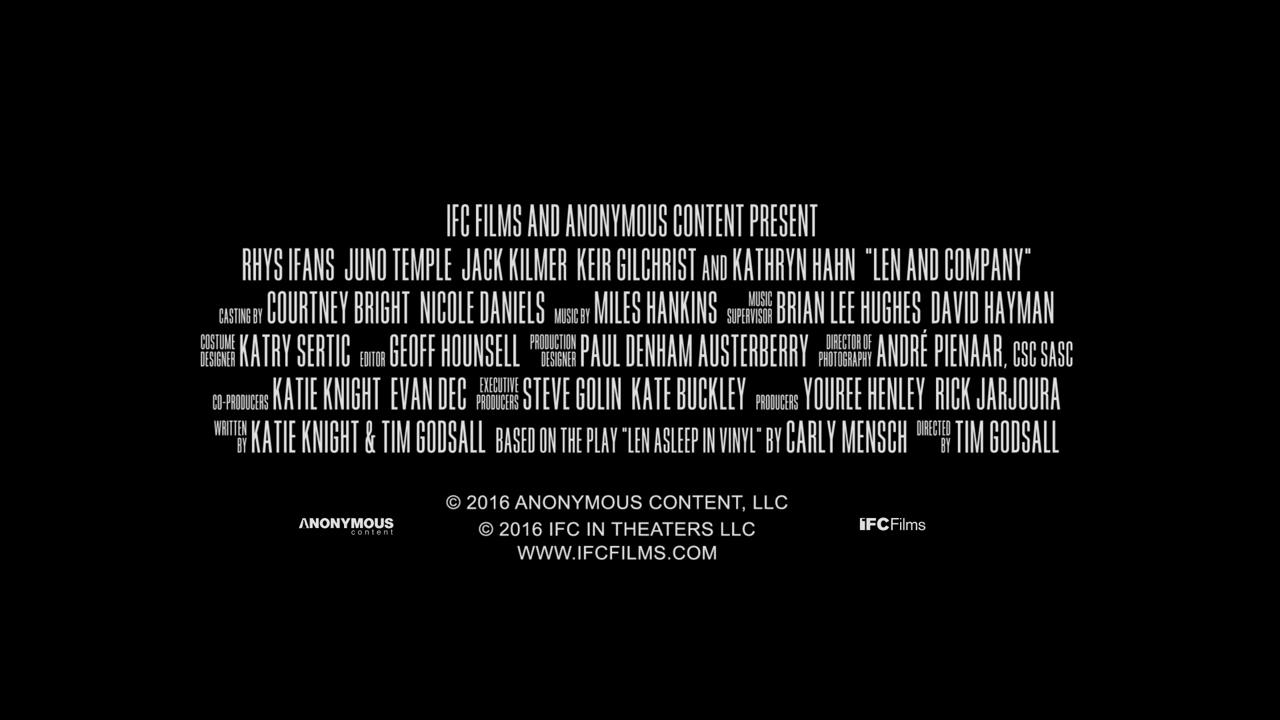 IFC FILMS AND ANONYMOUS CONTENT PRESENT
RHYS IFANS JUNO TEMPLE JACK KILMER KEIR GILCHRIST AND KATHRYN HAHN "LEN AND COMPANY"
CASTING BY COURTNEY BRIGHT NICOLE DANIELS MUSIC BY MILES HANKINS MUSIC SUPERVISOR BRIAN LEE HUGHES DAVID HAYMAN
COSTUME DESIGNER KATRY SERTIC EDITOR GEOFF HOUNSELL PRODUCTION DESIGNER PAUL DENHAM AUSTERBERRY DIRECTOR OF PHOTOGRAPHY ANDRÉ PIENAAR, CSC SASC
CO-PRODUCERS KATIE KNIGHT EVAN DEC EXECUTIVE PRODUCERS STEVE GOLIN KATE BUCKLEY PRODUCERS YOUREE HENLEY RICK JARJOURA
WRITTEN BY KATIE KNIGHT & TIM GODSALL BASED ON THE PLAY "LEN ASLEEP IN VINYL" BY CARLY MENSCH DIRECTED BY TIM GODSALL
© 2016 ANONYMOUS CONTENT, LLC
© 2016 IFC IN THEATERS LLC
WWW.IFCFILMS.COM
ANONYMOUS
content
IFCFilms